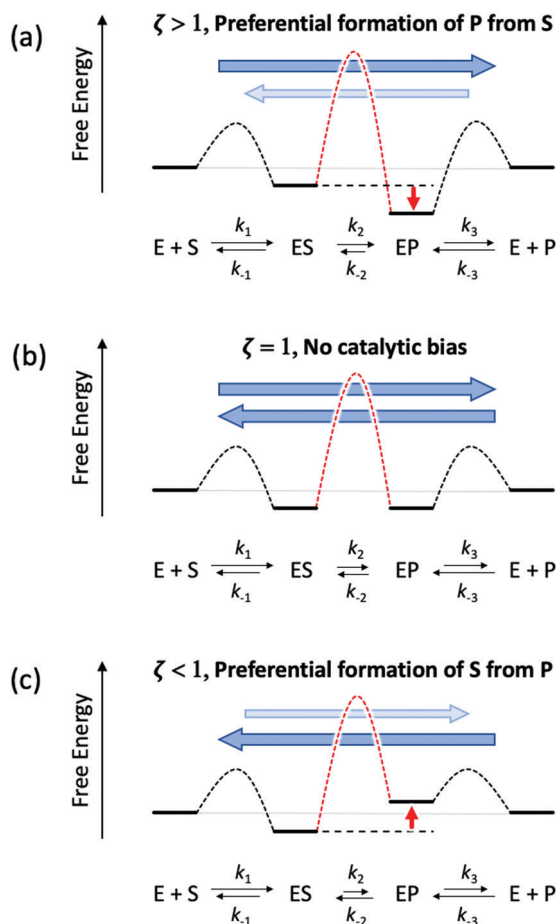 (a)
ζ > 1, Preferential formation of P from S
Free Energy
E + S k1 k-1 ES k2 k-2 EP k3 k-3 E + P
(b)
ζ = 1, No catalytic bias
Free Energy
E + S k1 k-1 ES k2 k-2 EP k3 k-3 E + P
(c)
ζ < 1, Preferential formation of S from P
Free Energy
E + S k1 k-1 ES k2 k-2 EP k3 k-3 E + P